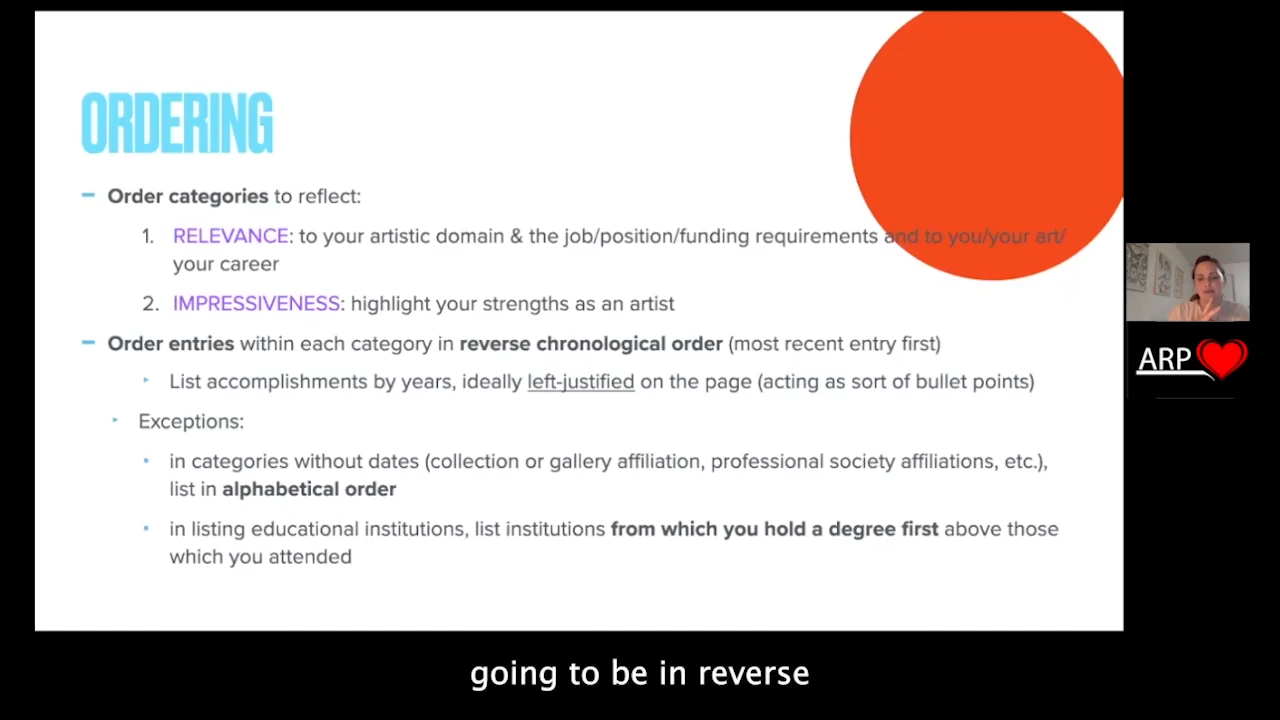 ORDERING
Order categories to reflect:
1. RELEVANCE: to your artistic domain & the job/position/funding requirements and to you/your art/
your career
2. IMPRESSIVENESS: highlight your strengths as an artist
Order entries within each category in reverse chronological order (most recent entry first)
List accomplishments by years, ideally left-justified on the page (acting as sort of bullet points)
Exceptions:
in categories without dates (collection or gallery affiliation, professional society affiliations, etc.),
list in alphabetical order
in listing educational institutions, list institutions from which you hold a degree first above those
which you attended
ARP
going to be in reverse